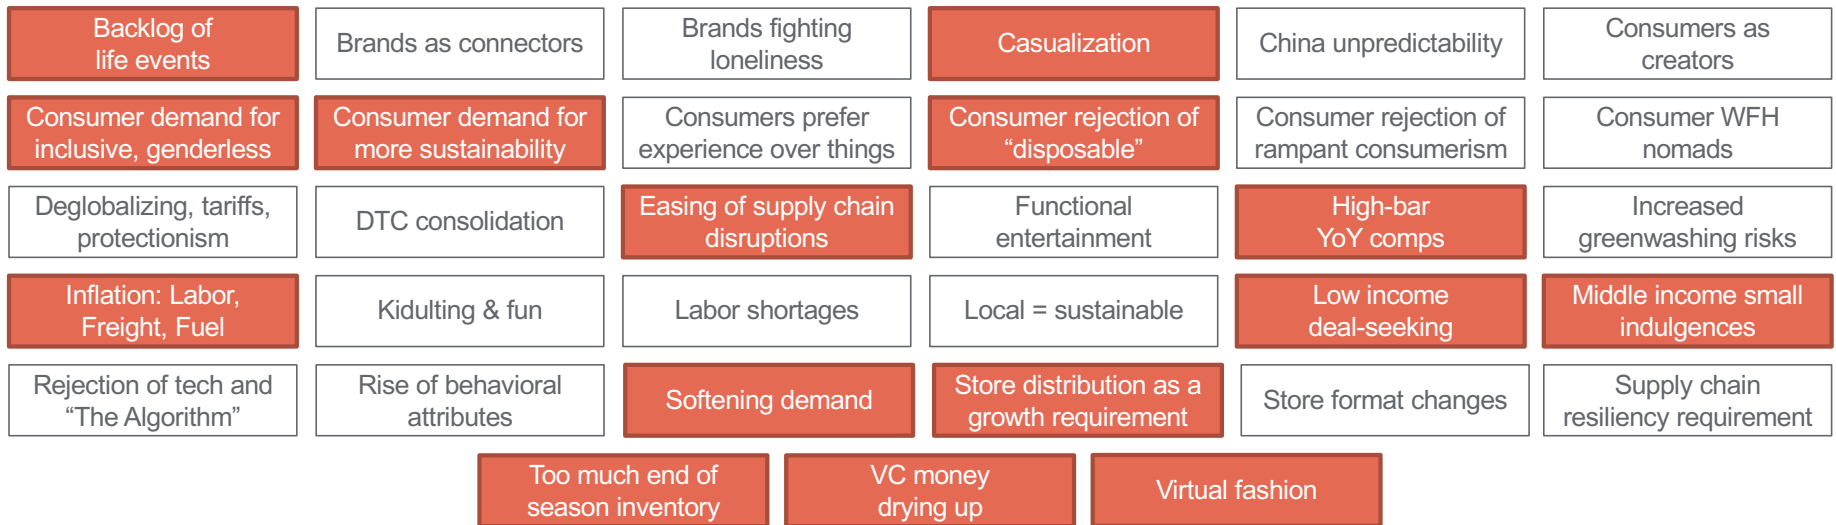 Backlog of
life events
Brands as connectors
Brands fighting
loneliness
Casualization
China unpredictability
Consumers as
creators
Consumer demand for
inclusive, genderless
Consumer demand for
more sustainability
Consumers prefer
experience over things
Consumer rejection of
“disposable”
Consumer rejection of
rampant consumerism
Consumer WFH
nomads
Deglobalizing, tariffs,
protectionism
DTC consolidation
Easing of supply chain
disruptions
Functional
entertainment
High-bar
YoY comps
Increased
greenwashing risks
Inflation: Labor,
Freight, Fuel
Kidulting & fun
Labor shortages
Local = sustainable
Low income
deal-seeking
Middle income small
indulgences
Rejection of tech and
“The Algorithm”
Rise of behavioral
attributes
Softening demand
Store distribution as a
growth requirement
Store format changes
Supply chain
resiliency requirement
Too much end of
season inventory
VC money
drying up
Virtual fashion